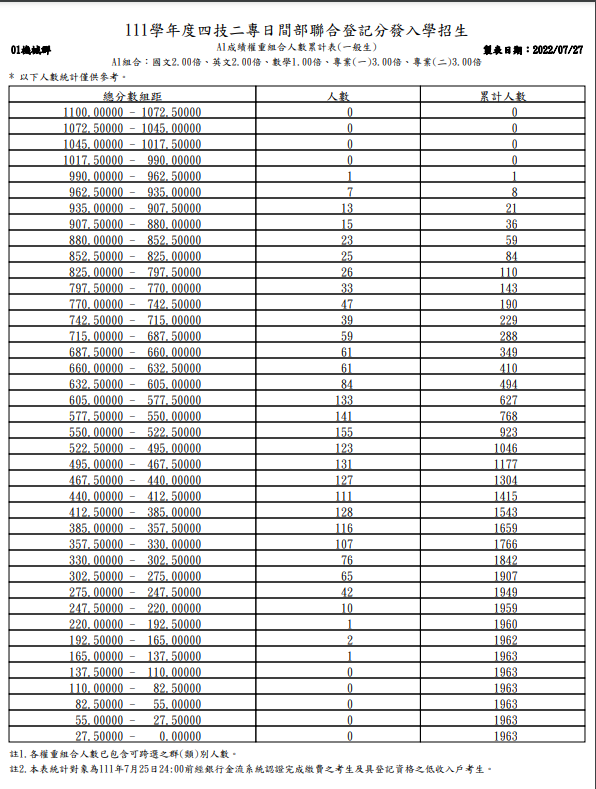 111學年度四技二專日間部聯合登記分發入學招生
01機械群 A1成績權重組合人數累計表(一般生) 製表日期：2022/07/27
A1組合：國文2.00倍、英文2.00倍、數學1.00倍、專業(一)3.00倍、專業(二)3.00倍
* 以下人數統計僅供參考。
總分數組距 人數 累計人數
1100.00000 - 1072.50000 0 0
1072.50000 - 1045.00000 0 0
1045.00000 - 1017.50000 0 0
1017.50000 - 990.00000 0 0
990.00000 - 962.50000 1 1
962.50000 - 935.00000 7 8
935.00000 - 907.50000 13 21
907.50000 - 880.00000 15 36
880.00000 - 852.50000 23 59
852.50000 - 825.00000 25 84
825.00000 - 797.50000 26 110
797.50000 - 770.00000 33 143
770.00000 - 742.50000 47 190
742.50000 - 715.00000 39 229
715.00000 - 687.50000 59 288
687.50000 - 660.00000 61 349
660.00000 - 632.50000 61 410
632.50000 - 605.00000 84 494
605.00000 - 577.50000 133 627
577.50000 - 550.00000 141 768
550.00000 - 522.50000 155 923
522.50000 - 495.00000 123 1046
495.00000 - 467.50000 131 1177
467.50000 - 440.00000 127 1304
440.00000 - 412.50000 111 1415
412.50000 - 385.00000 128 1543
385.00000 - 357.50000 116 1659
357.50000 - 330.00000 107 1766
330.00000 - 302.50000 76 1842
302.50000 - 275.00000 65 1907
275.00000 - 247.50000 42 1949
247.50000 - 220.00000 10 1959
220.00000 - 192.50000 1 1960
192.50000 - 165.00000 2 1962
165.00000 - 137.50000 1 1963
137.50000 - 110.00000 0 1963
110.00000 - 82.50000 0 1963
82.50000 - 55.00000 0 1963
55.00000 - 27.50000 0 1963
27.50000 - 0.00000 0 1963
註1.各權重組合人數已包含可跨選之群(類)別人數。
註2.本表統計對象為111年7月25日24:00前經銀行金流系統認證完成繳費之考生及具登記資格之低收入戶考生。